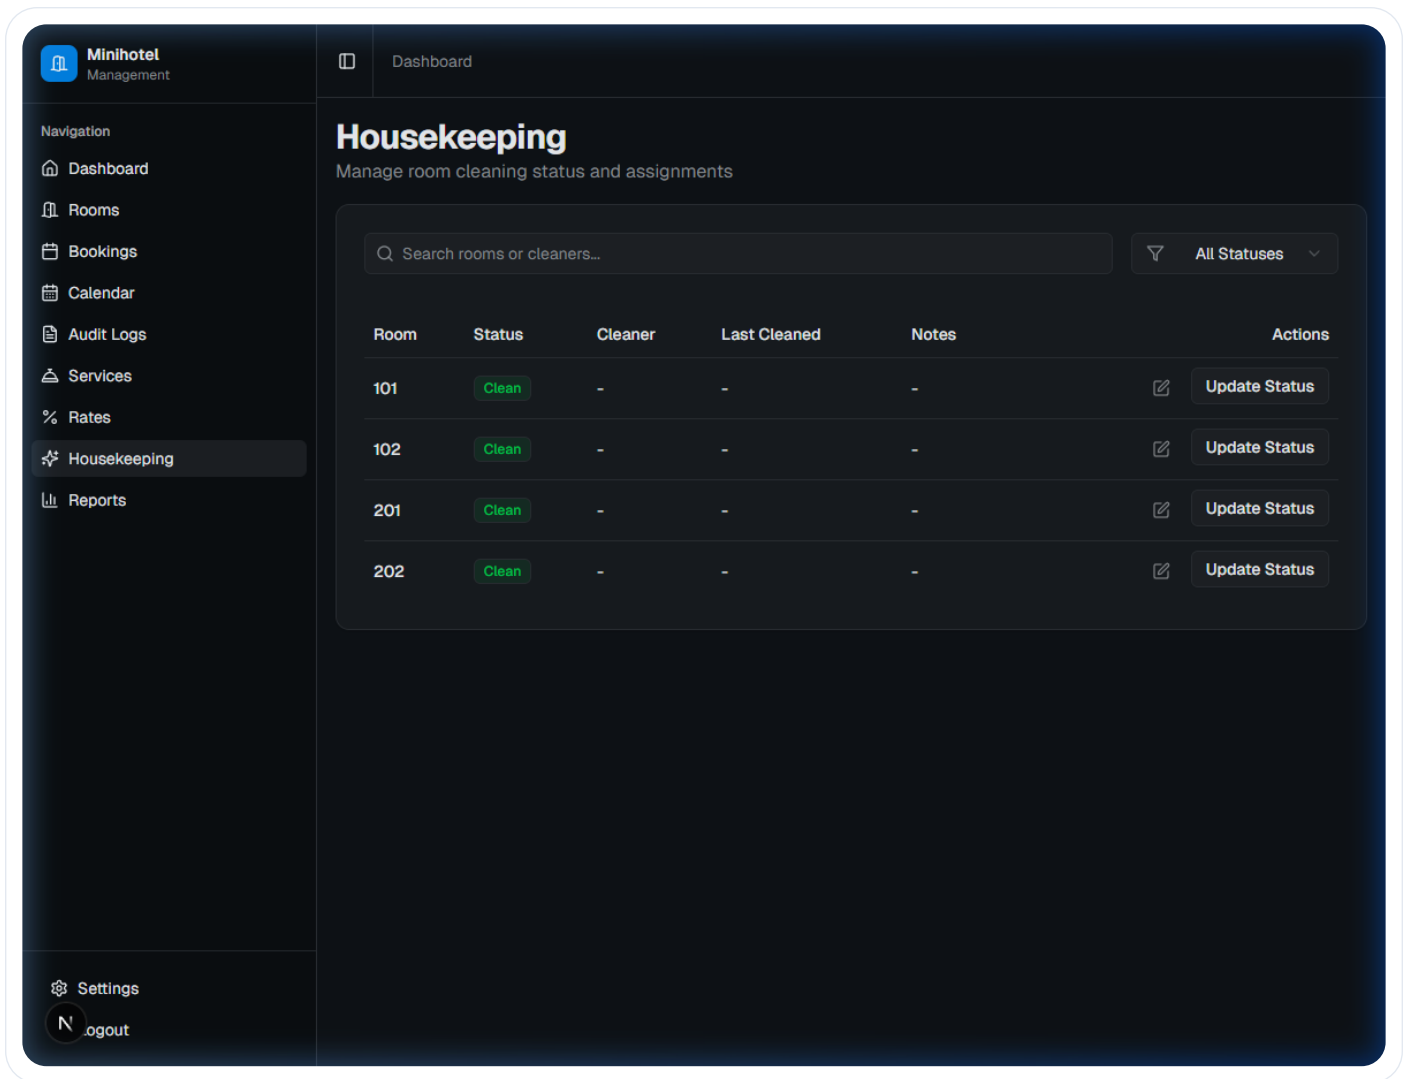 Minihotel
Management
Dashboard
Navigation
Dashboard
Rooms
Bookings
Calendar
Audit Logs
Services
Rates
Housekeeping
Reports
Settings
N
ogout
Housekeeping
Manage room cleaning status and assignments
Search rooms or cleaners...
All Statuses
Room Status Cleaner Last Cleaned Notes Actions
101 Clean - - - Update Status
102 Clean - - - Update Status
201 Clean - - - Update Status
202 Clean - - - Update Status